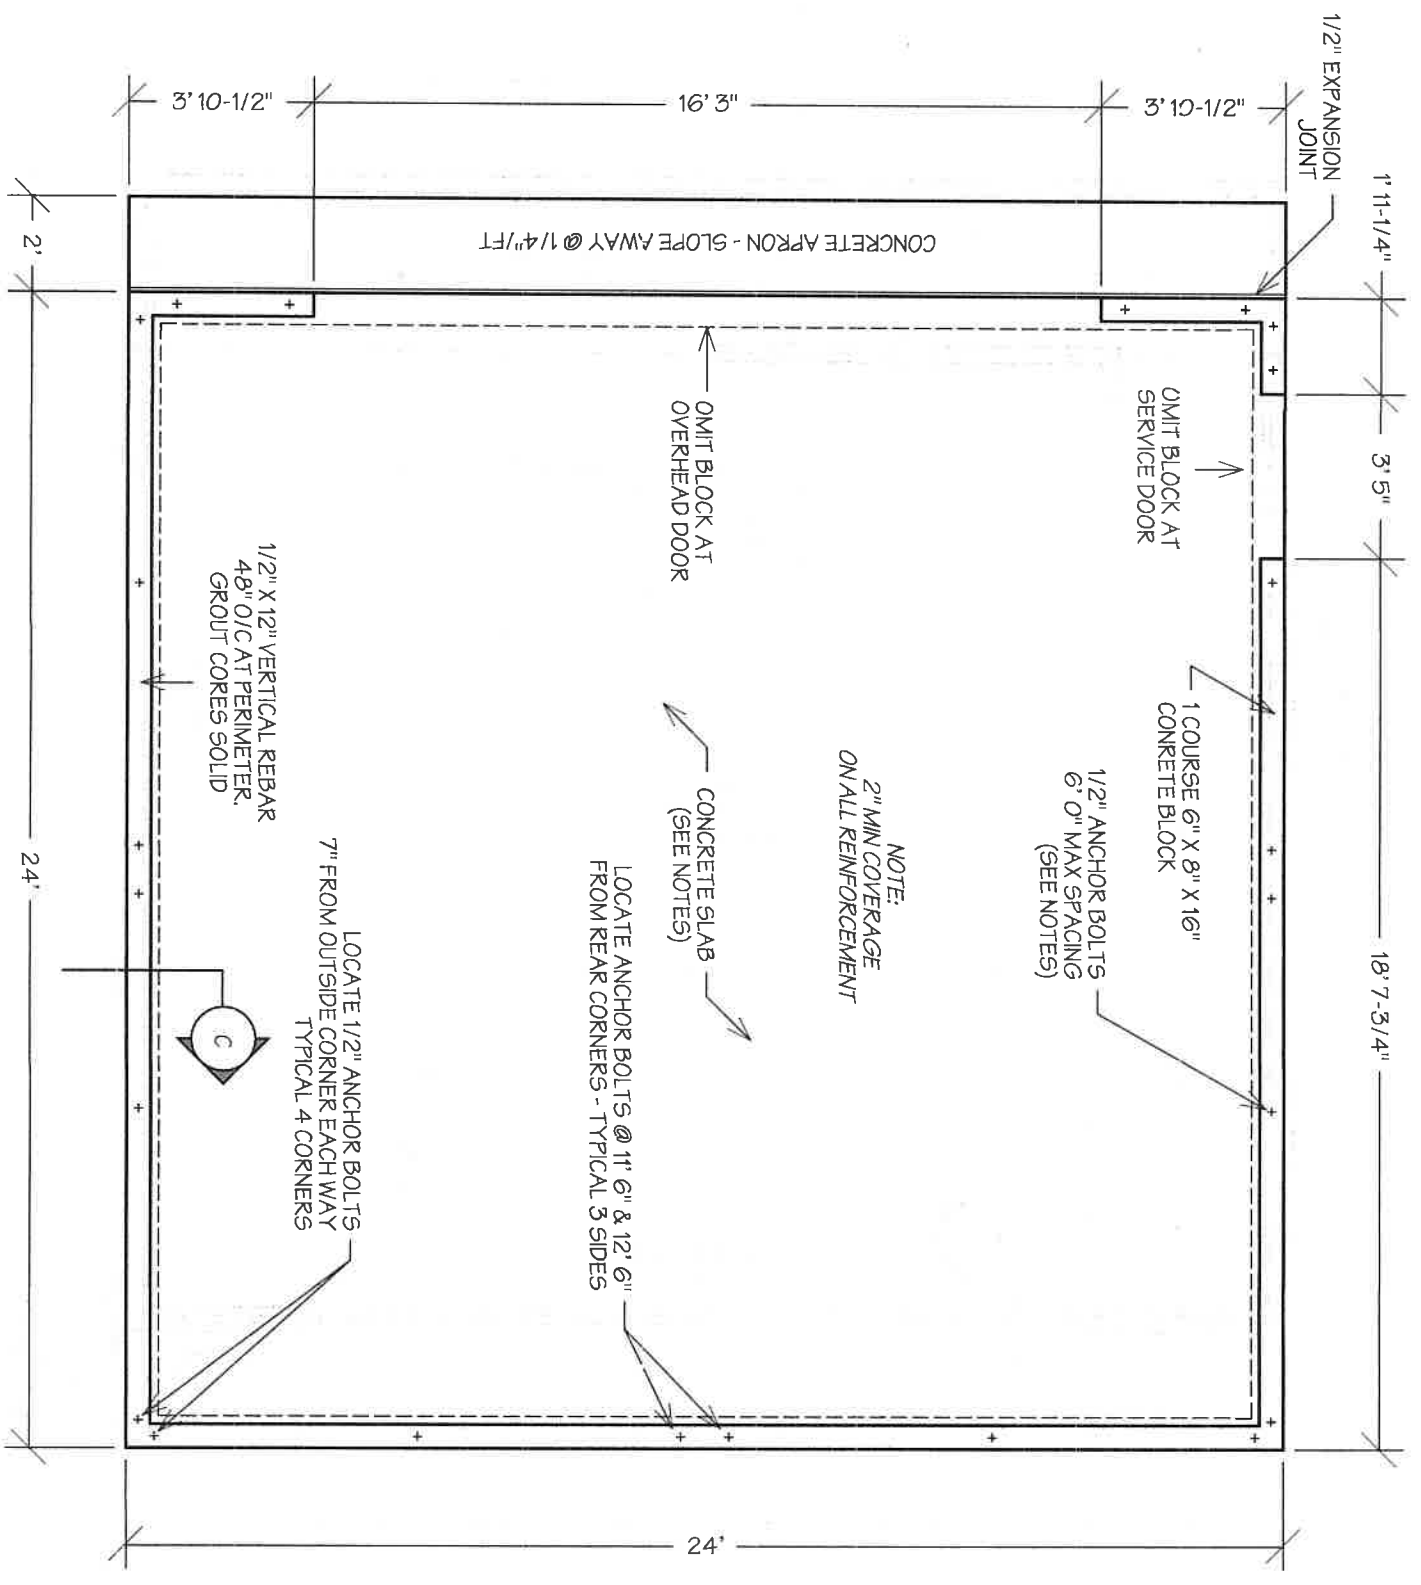 1/2" EXPANSION
JOINT
1' 11-1/4"
3' 5"
18' 7-3/4"
3' 10-1/2"
16' 3"
3' 10-1/2"
CONCRETE APRON - SLOPE AWAY @ 1/4"/FT
OMIT BLOCK AT
SERVICE DOOR
1 COURSE 6" X 8" X 16"
CONRETE BLOCK
1/2" ANCHOR BOLTS
6' 0" MAX SPACING
(SEE NOTES)
NOTE:
2" MIN COVERAGE
ON ALL REINFORCEMENT
OMIT BLOCK AT
OVERHEAD DOOR
CONCRETE SLAB
(SEE NOTES)
LOCATE ANCHOR BOLTS @ 11' 6" & 12' 6"
FROM REAR CORNERS - TYPICAL 3 SIDES
LOCATE 1/2" ANCHOR BOLTS
7" FROM OUTSIDE CORNER EACH WAY
TYPICAL 4 CORNERS
1/2" X 12" VERTICAL REBAR
48" O/C AT PERIMETER.
GROUT CORES SOLID
C
2'
24'
24'